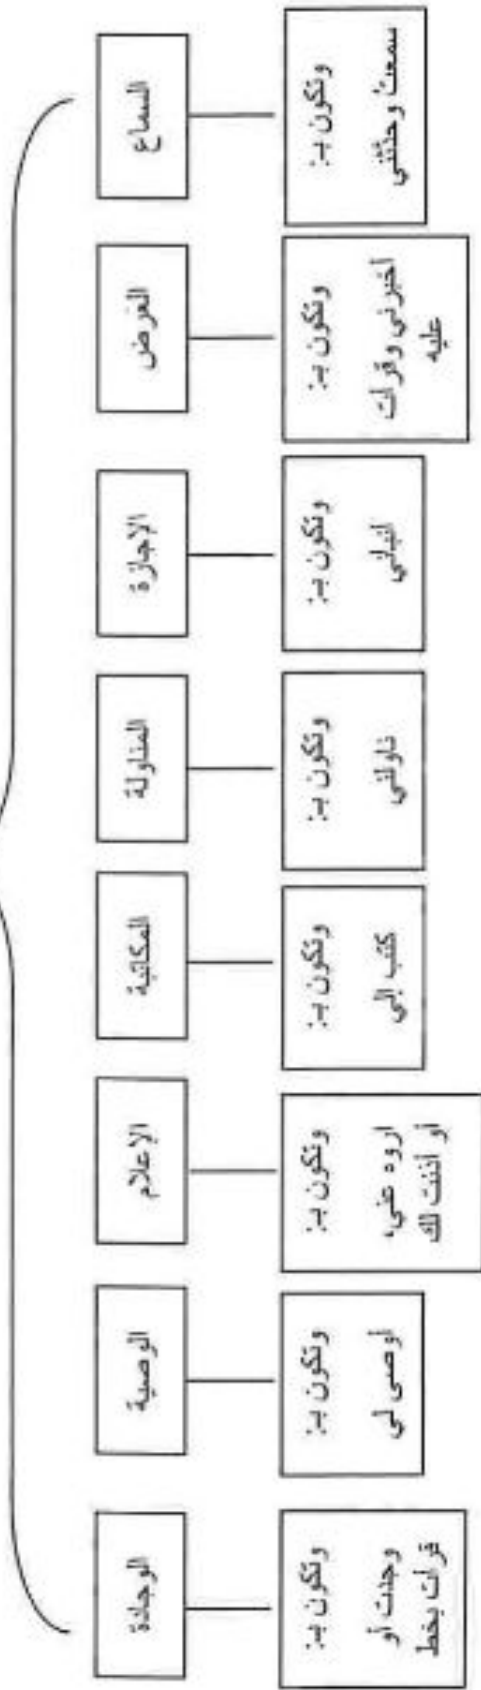 السماع
وتكون بـ:
سمعتُ وحدّثني
العرض
وتكون بـ:
أخبرني وقرأت
عليه
الإجازة
وتكون بـ:
أنبأني
المناولة
وتكون بـ:
ناولني
المكاتبة
وتكون بـ:
كتب إلي
الإعلام
وتكون بـ:
اروه عني،
أو أذنت لك
الوصية
وتكون بـ:
أوصى لي
الوجادة
وتكون بـ:
وجدت أو
قرأت بخط